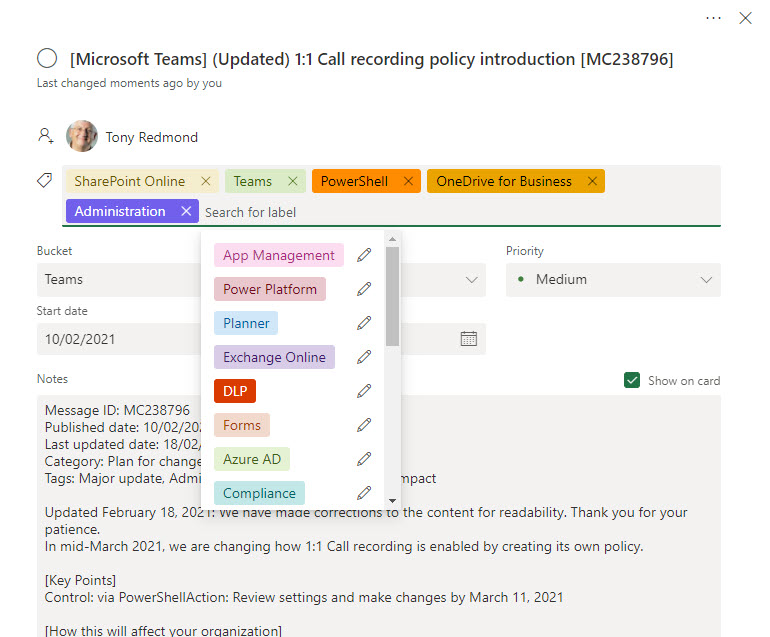 [Microsoft Teams] (Updated) 1:1 Call recording policy introduction [MC238796]
Last changed moments ago by you
Tony Redmond
SharePoint Online Teams PowerShell OneDrive for Business
Administration Search for label
Bucket Priority
Teams Medium
Start date
10/02/2021
App Management
Power Platform
Planner
Exchange Online
DLP
Forms
Azure AD
Compliance
Notes Show on card
Message ID: MC238796
Published date: 10/02/202
Last updated date: 18/02/
Category: Plan for change
Tags: Major update, Admi mpact
Updated February 18, 2021: We have made corrections to the content for readability. Thank you for your
patience.
In mid-March 2021, we are changing how 1:1 Call recording is enabled by creating its own policy.
[Key Points]
Control: via PowerShellAction: Review settings and make changes by March 11, 2021
[How this will affect your organization]